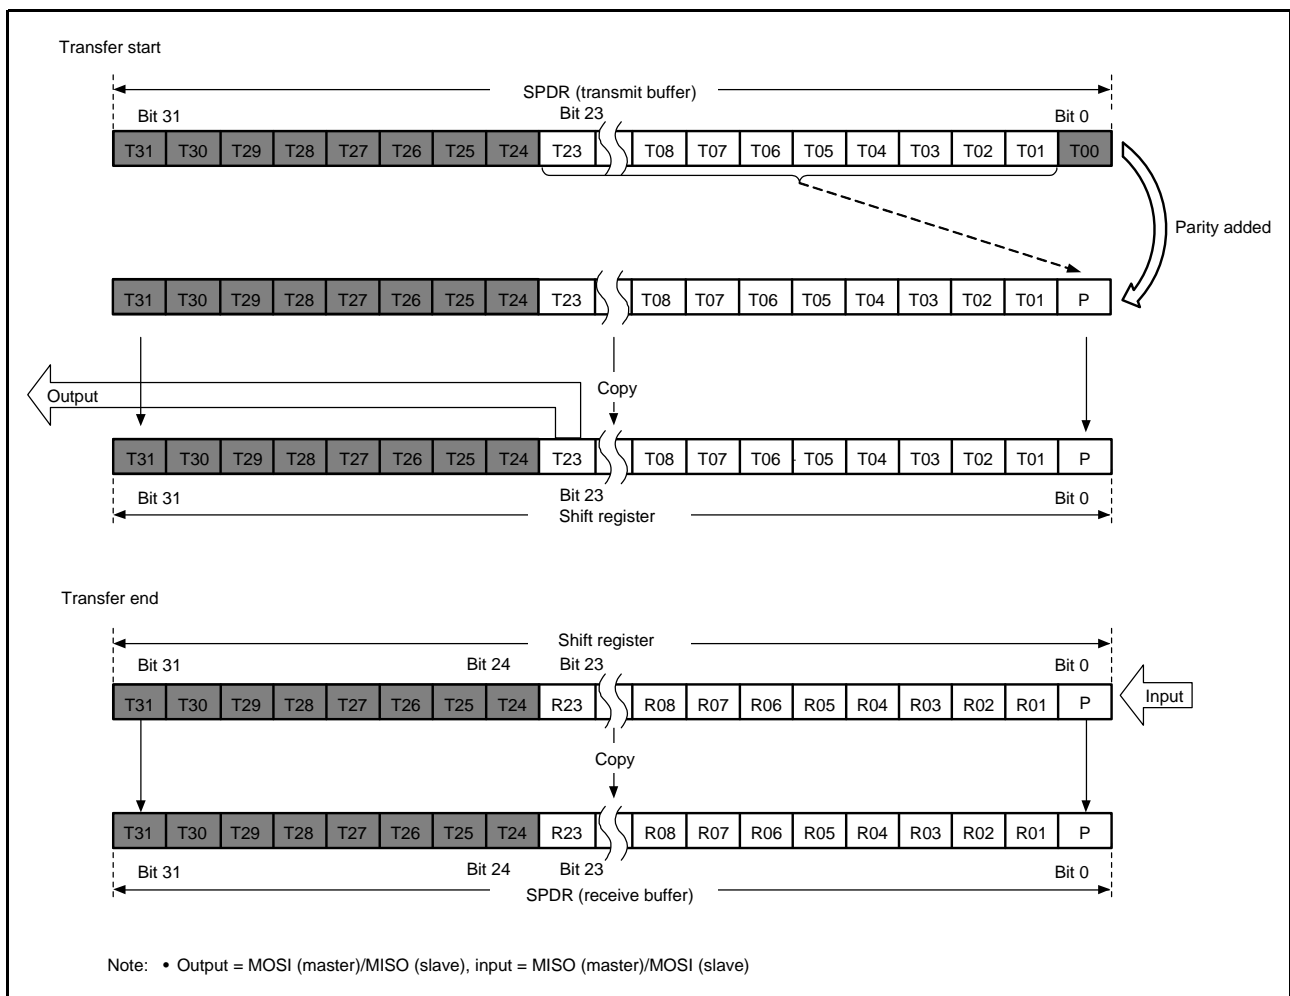 Transfer start
SPDR (transmit buffer)
Bit 31 Bit 23 Bit 0
T31 T30 T29 T28 T27 T26 T25 T24 T23 T08 T07 T06 T05 T04 T03 T02 T01 T00
Parity added
T31 T30 T29 T28 T27 T26 T25 T24 T23 T08 T07 T06 T05 T04 T03 T02 T01 P
Output Copy
T31 T30 T29 T28 T27 T26 T25 T24 T23 T08 T07 T06 T05 T04 T03 T02 T01 P
Bit 31 Bit 23 Bit 0
Shift register
Transfer end
Shift register
Bit 31 Bit 24 Bit 23 Bit 0
T31 T30 T29 T28 T27 T26 T25 T24 R23 R08 R07 R06 R05 R04 R03 R02 R01 P Input
Copy
T31 T30 T29 T28 T27 T26 T25 T24 R23 R08 R07 R06 R05 R04 R03 R02 R01 P
Bit 31 Bit 24 Bit 23 Bit 0
SPDR (receive buffer)
Note: • Output = MOSI (master)/MISO (slave), input = MISO (master)/MOSI (slave)